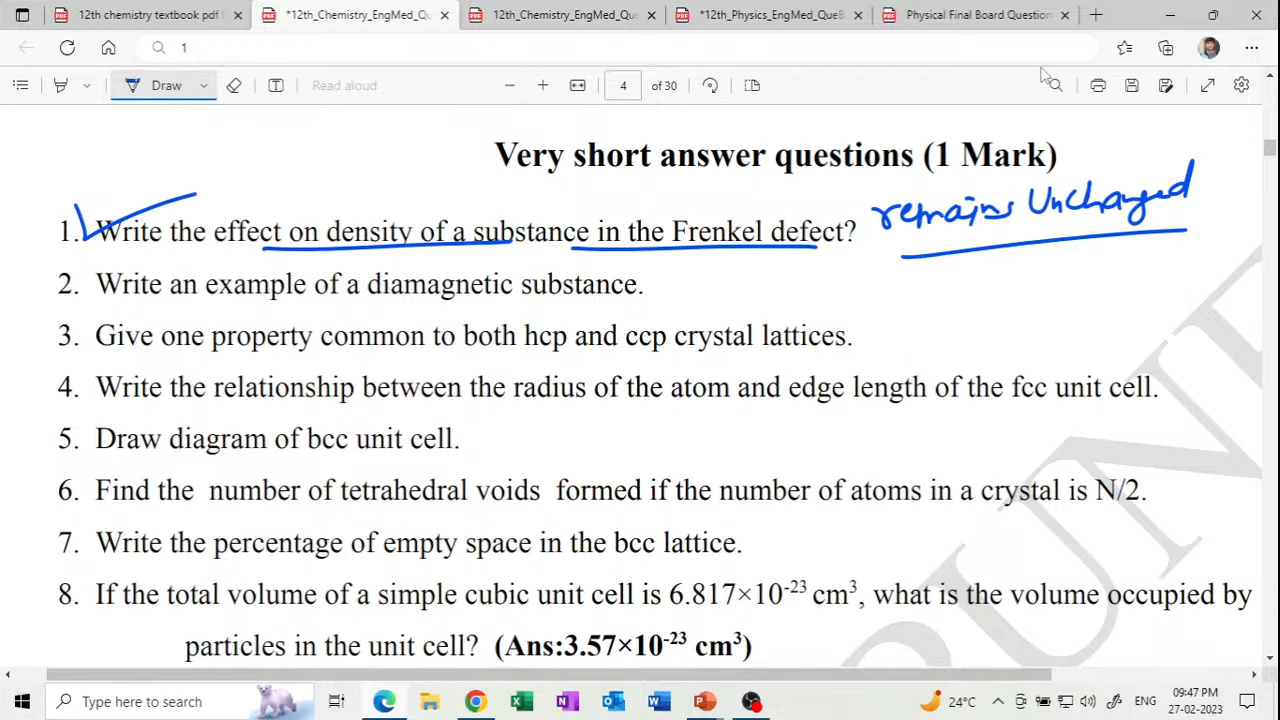 12th chemistry textbook pdf
*12th_Chemistry_EngMed_Qu
12th_Chemistry_EngMed_Que
*12th_Physics_EngMed_QueB
Physical Final Board Question
1
Draw
Read aloud
4 of 30
Very short answer questions (1 Mark)
1. Write the effect on density of a substance in the Frenkel defect? remains Unchanged
2. Write an example of a diamagnetic substance.
3. Give one property common to both hcp and ccp crystal lattices.
4. Write the relationship between the radius of the atom and edge length of the fcc unit cell.
5. Draw diagram of bcc unit cell.
6. Find the number of tetrahedral voids formed if the number of atoms in a crystal is N/2.
7. Write the percentage of empty space in the bcc lattice.
8. If the total volume of a simple cubic unit cell is 6.817×10⁻²³ cm³, what is the volume occupied by
particles in the unit cell? (Ans:3.57×10⁻²³ cm³)
PUN
Type here to search
24°C
ENG
09:47 PM
27-02-2023